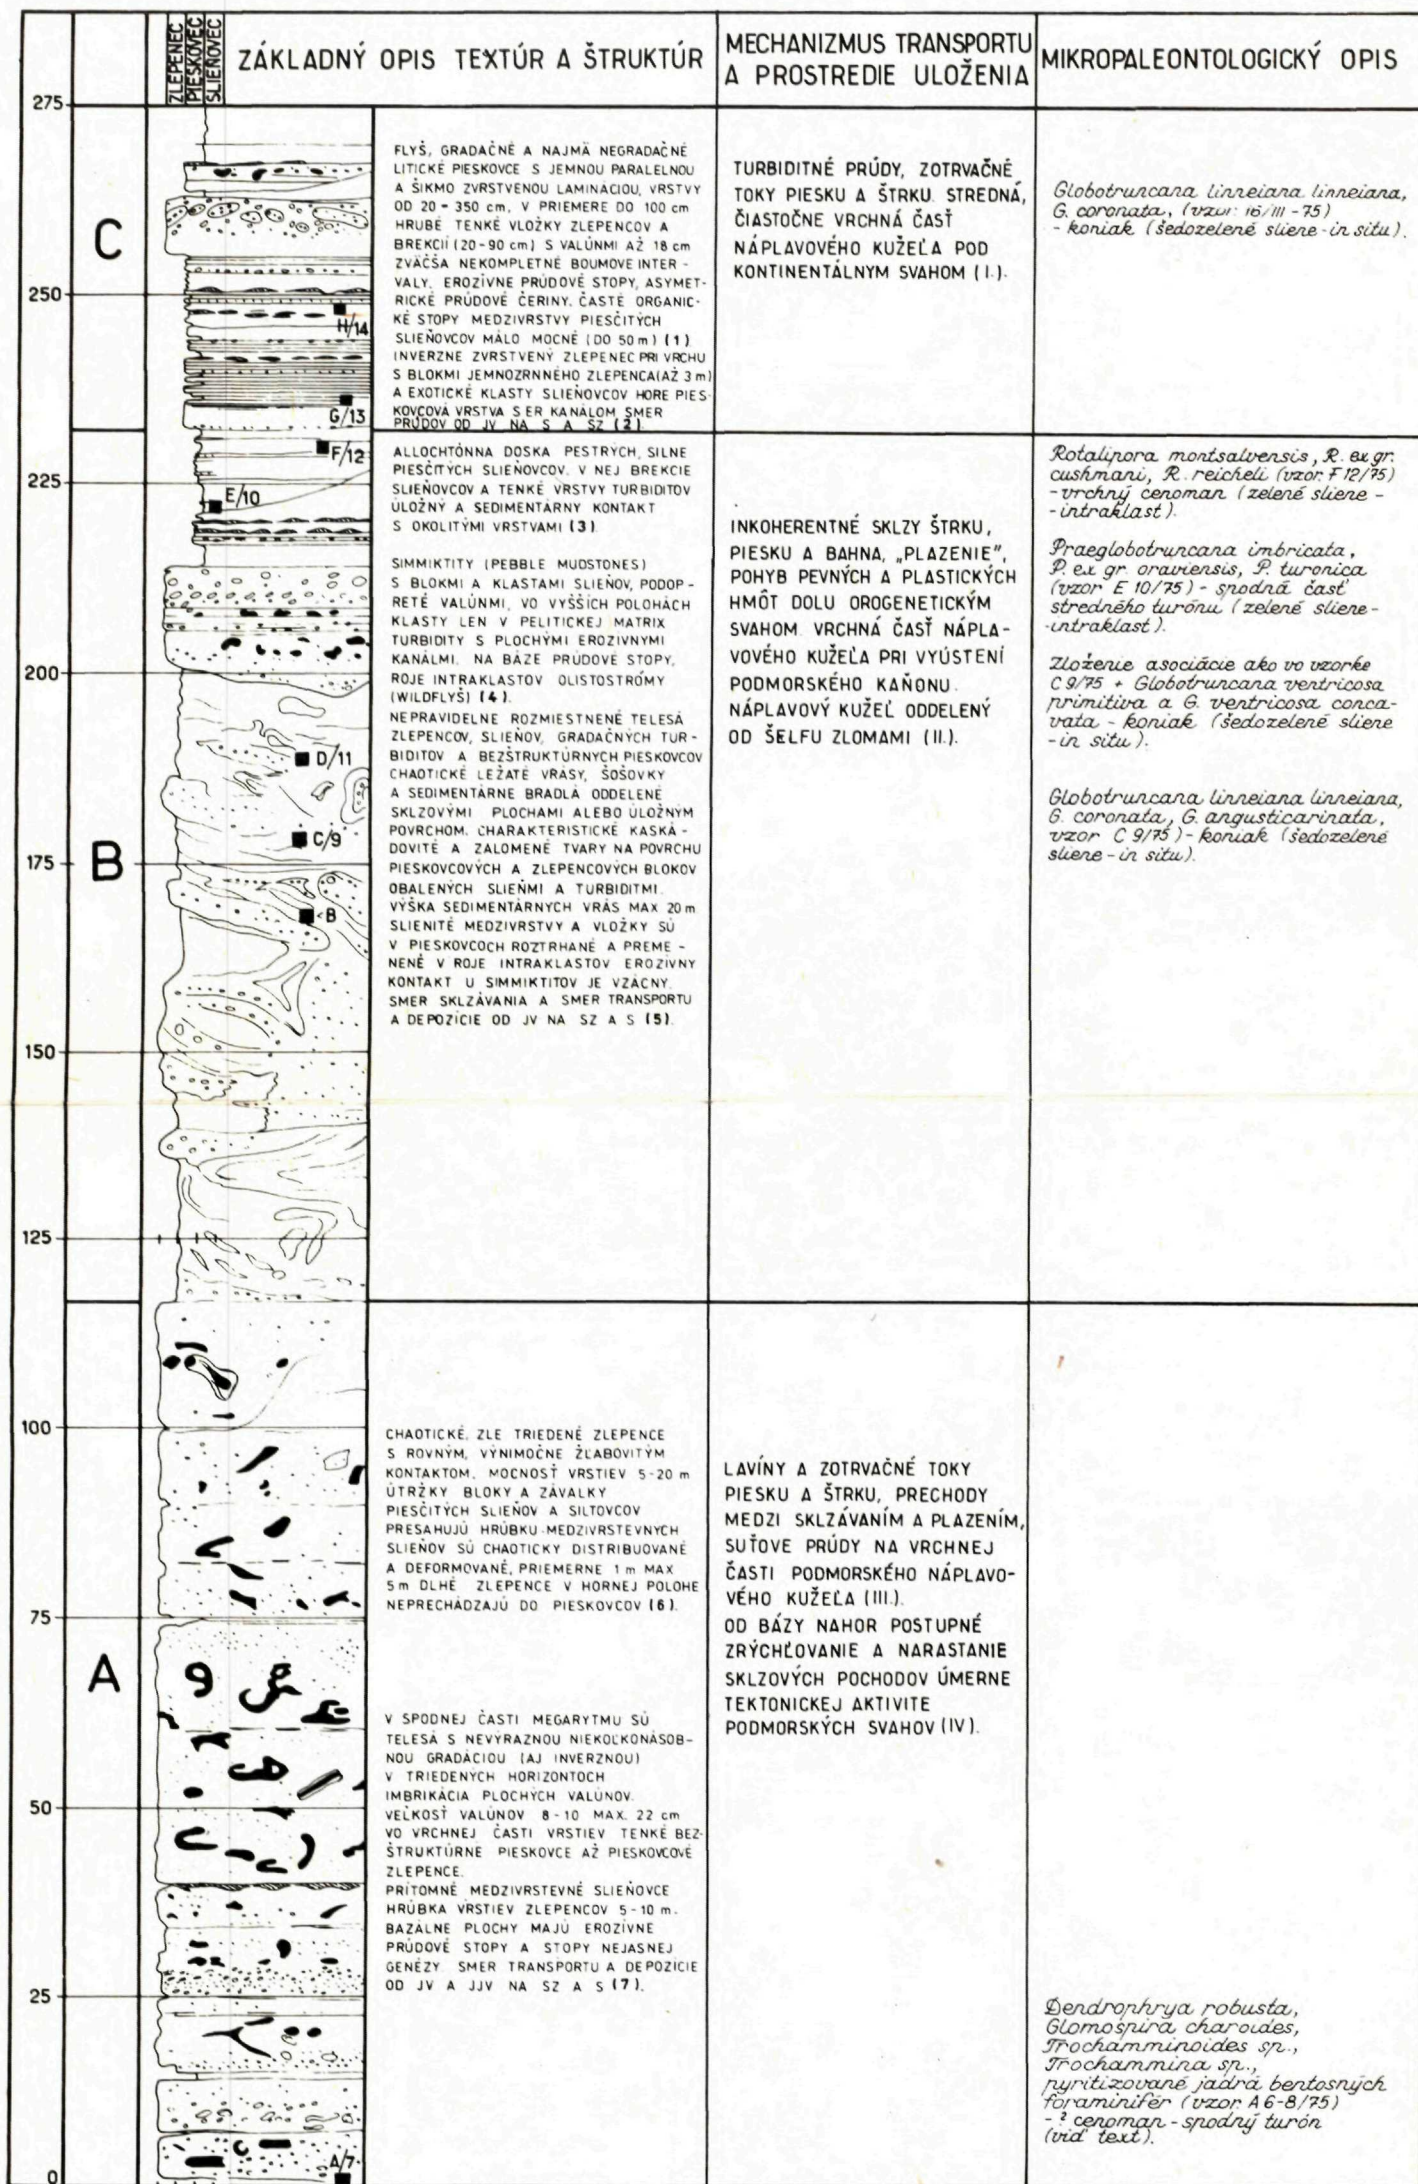 ZLEPENEC
PIESKOVEC
SLIEŇOVEC
ZÁKLADNÝ OPIS TEXTÚR A ŠTRUKTÚR
MECHANIZMUS TRANSPORTU
A PROSTREDIE ULOŽENIA
MIKROPALEONTOLOGICKÝ OPIS
275
250
225
200
175
150
125
100
75
50
25
0
C
B
A
H/14
G/13
F/12
E/10
D/11
C/9
B
A/7
FLYŠ, GRADAČNÉ A NAJMÄ NEGRADAČNÉ
LITICKÉ PIESKOVCE S JEMNOU PARALELNOU
A ŠIKMO ZVRSTVENOU LAMINÁCIOU, VRSTVY
OD 20 - 350 cm, V PRIEMERE DO 100 cm
HRUBÉ TENKÉ VLOŽKY ZLEPENCOV A
BREKCIÍ (20-90 cm) S VALÚNMI AŽ 18 cm
ZVÄČŠA NEKOMPLETNÉ BOUMOVE INTER -
VALY. EROZÍVNE PRÚDOVÉ STOPY, ASYMET-
RICKÉ PRÚDOVÉ ČERINY. ČASTÉ ORGANIC-
KÉ STOPY MEDZIVRSTVY PIESČITÝCH
SLIEŇOVCOV MÁLO MOCNÉ (DO 50 m) (1).
INVERZNE ZVRSTVENÝ ZLEPENEC PRI VRCHU
S BLOKMI JEMNOZRNNÉHO ZLEPENCA (AŽ 3 m)
A EXOTICKÉ KLASTY SLIEŇOVCOV HORE PIES-
KOVCOVÁ VRSTVA S ER KANÁLOM SMER
PRÚDOV OD JV NA S A SZ (2).
ALLOCHTÓNNA DOSKA PESTRÝCH, SILNE
PIESČITÝCH SLIEŇOVCOV. V NEJ BREKCIE
SLIEŇOVCOV A TENKÉ VRSTVY TURBIDITOV
ÚLOŽNÝ A SEDIMENTÁRNY KONTAKT
S OKOLITÝMI VRSTVAMI (3).
SIMMIKTITY (PEBBLE MUDSTONES)
S BLOKMI A KLASTAMI SLIEŇOV, PODOP-
RETÉ VALÚNMI, VO VYŠŠÍCH POLOHÁCH
KLASTY LEN V PELITICKEJ MATRIX
TURBIDITY S PLOCHÝMI EROZÍVNYMI
KANÁLMI. NA BÁZE PRÚDOVÉ STOPY,
ROJE INTRAKLASTOV OLISTOSTRÓMY
(WILDFLYŠ) (4).
NEPRAVIDELNE ROZMIESTNENÉ TELESÁ
ZLEPENCOV, SLIEŇOV, GRADAČNÝCH TUR-
BIDITOV A BEZŠTRUKTÚRNYCH PIESKOVCOV
CHAOTICKÉ LEŽATÉ VRÁSY, ŠOŠOVKY
A SEDIMENTÁRNE BRADLÁ ODDELENÉ
SKLZOVÝMI PLOCHAMI ALEBO ÚLOŽNÝM
POVRCHOM. CHARAKTERISTICKÉ KASKÁ -
DOVITÉ A ZALOMENÉ TVARY NA POVRCHU
PIESKOVCOVÝCH A ZLEPENCOVÝCH BLOKOV
OBALENÝCH SLIEŇMI A TURBIDITMI.
VÝŠKA SEDIMENTÁRNYCH VRÁS MAX 20 m
SLIENITÉ MEDZIVRSTVY A VLOŽKY SÚ
V PIESKOVCOCH ROZTRHANÉ A PREME -
NENÉ V ROJE INTRAKLASTOV EROZÍVNY
KONTAKT U SIMMIKTITOV JE VZÁCNY.
SMER SKLZÁVANIA A SMER TRANSPORTU
A DEPOZÍCIE OD JV NA SZ A S (5).
CHAOTICKÉ, ZLE TRIEDENÉ ZLEPENCE
S ROVNÝM, VÝNIMOČNE ŽĽABOVITÝM
KONTAKTOM. MOCNOSŤ VRSTIEV 5-20 m
ÚTRŽKY BLOKY A ZÁVALKY
PIESČITÝCH SLIEŇOV A SILTOVCOV
PRESAHUJÚ HRÚBKU MEDZIVRSTEVNÝCH
SLIEŇOV SÚ CHAOTICKY DISTRIBUOVANÉ
A DEFORMOVANÉ, PRIEMERNE 1 m MAX
5 m DLHÉ ZLEPENCE V HORNEJ POLOHE
NEPRECHÁDZAJÚ DO PIESKOVCOV (6).
V SPODNEJ ČASTI MEGARYTMU SÚ
TELESÁ S NEVÝRAZNOU NIEKOĽKONÁSOB-
NOU GRADÁCIOU (AJ INVERZNOU)
V TRIEDENÝCH HORIZONTOCH
IMBRIKÁCIA PLOCHÝCH VALÚNOV.
VEĽKOSŤ VALÚNOV 8 - 10 MAX. 22 cm
VO VRCHNEJ ČASTI VRSTIEV TENKÉ BEZ-
ŠTRUKTÚRNE PIESKOVCE AŽ PIESKOVCOVÉ
ZLEPENCE.
PRÍTOMNÉ MEDZIVRSTEVNÉ SLIEŇOVCE
HRÚBKA VRSTIEV ZLEPENCOV 5-10 m.
BAZÁLNE PLOCHY MAJÚ EROZÍVNE
PRÚDOVÉ STOPY A STOPY NEJASNEJ
GENÉZY. SMER TRANSPORTU A DEPOZÍCIE
OD JV A JJV NA SZ A S (7).
TURBIDITNÉ PRÚDY, ZOTRVAČNÉ
TOKY PIESKU A ŠTRKU. STREDNÁ,
ČIASTOČNE VRCHNÁ ČASŤ
NÁPLAVOVÉHO KUŽEĽA POD
KONTINENTÁLNYM SVAHOM (I.).
INKOHERENTNÉ SKLZY ŠTRKU,
PIESKU A BAHNA, „PLAZENIE",
POHYB PEVNÝCH A PLASTICKÝCH
HMÔT DOLU OROGENETICKÝM
SVAHOM. VRCHNÁ ČASŤ NÁPLA-
VOVÉHO KUŽEĽA PRI VYÚSTENÍ
PODMORSKÉHO KAŇONU.
NÁPLAVOVÝ KUŽEĽ ODDELENÝ
OD ŠELFU ZLOMAMI (II.).
LAVÍNY A ZOTRVAČNÉ TOKY
PIESKU A ŠTRKU, PRECHODY
MEDZI SKLZÁVANÍM A PLAZENÍM,
SUŤOVE PRÚDY NA VRCHNEJ
ČASTI PODMORSKÉHO NÁPLAVO-
VÉHO KUŽEĽA (III.).
OD BÁZY NAHOR POSTUPNÉ
ZRÝCHĽOVANIE A NARASTANIE
SKLZOVÝCH POCHODOV ÚMERNE
TEKTONICKEJ AKTIVITE
PODMORSKÝCH SVAHOV (IV).
Globotruncana linneiana linneiana,
G. coronata, (vzor: 16/III - 75)
- koniak (šedozelené sliene - in situ).
Rotalipora montsalvensis, R. ex gr.
cushmani, R. reicheli (vzor. F 12/75)
- vrchný cenoman (zelené sliene -
- intraklast).
Praeglobotruncana imbricata,
P. ex gr. oraviensis, P. turonica
(vzor E 10/75) - spodná časť
stredného turónu (zelené sliene -
-intraklast).
Zloženie asociácie ako vo vzorke
C 9/75 + Globotruncana ventricosa
primitiva a G. ventricosa conca-
vata - koniak (šedozelené sliene
- in situ).
Globotruncana linneiana linneiana,
G. coronata, G. angusticarinata,
vzor C 9/75) - koniak (šedozelené
sliene - in situ).
Dendrophrya robusta,
Glomospira charoides,
Trochamminoides sp.,
Trochammina sp.,
pyritizované jadrá bentosných
foraminifér (vzor A 6-8/75)
- ? cenoman - spodný turón
(viď text).